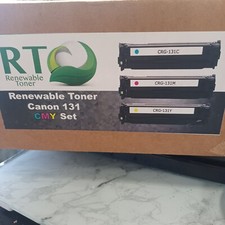 RT
Renewable
Toner
CRG-131C
CRG-131M
CRG-131Y
Renewable Toner
Canon 131
CMY Set